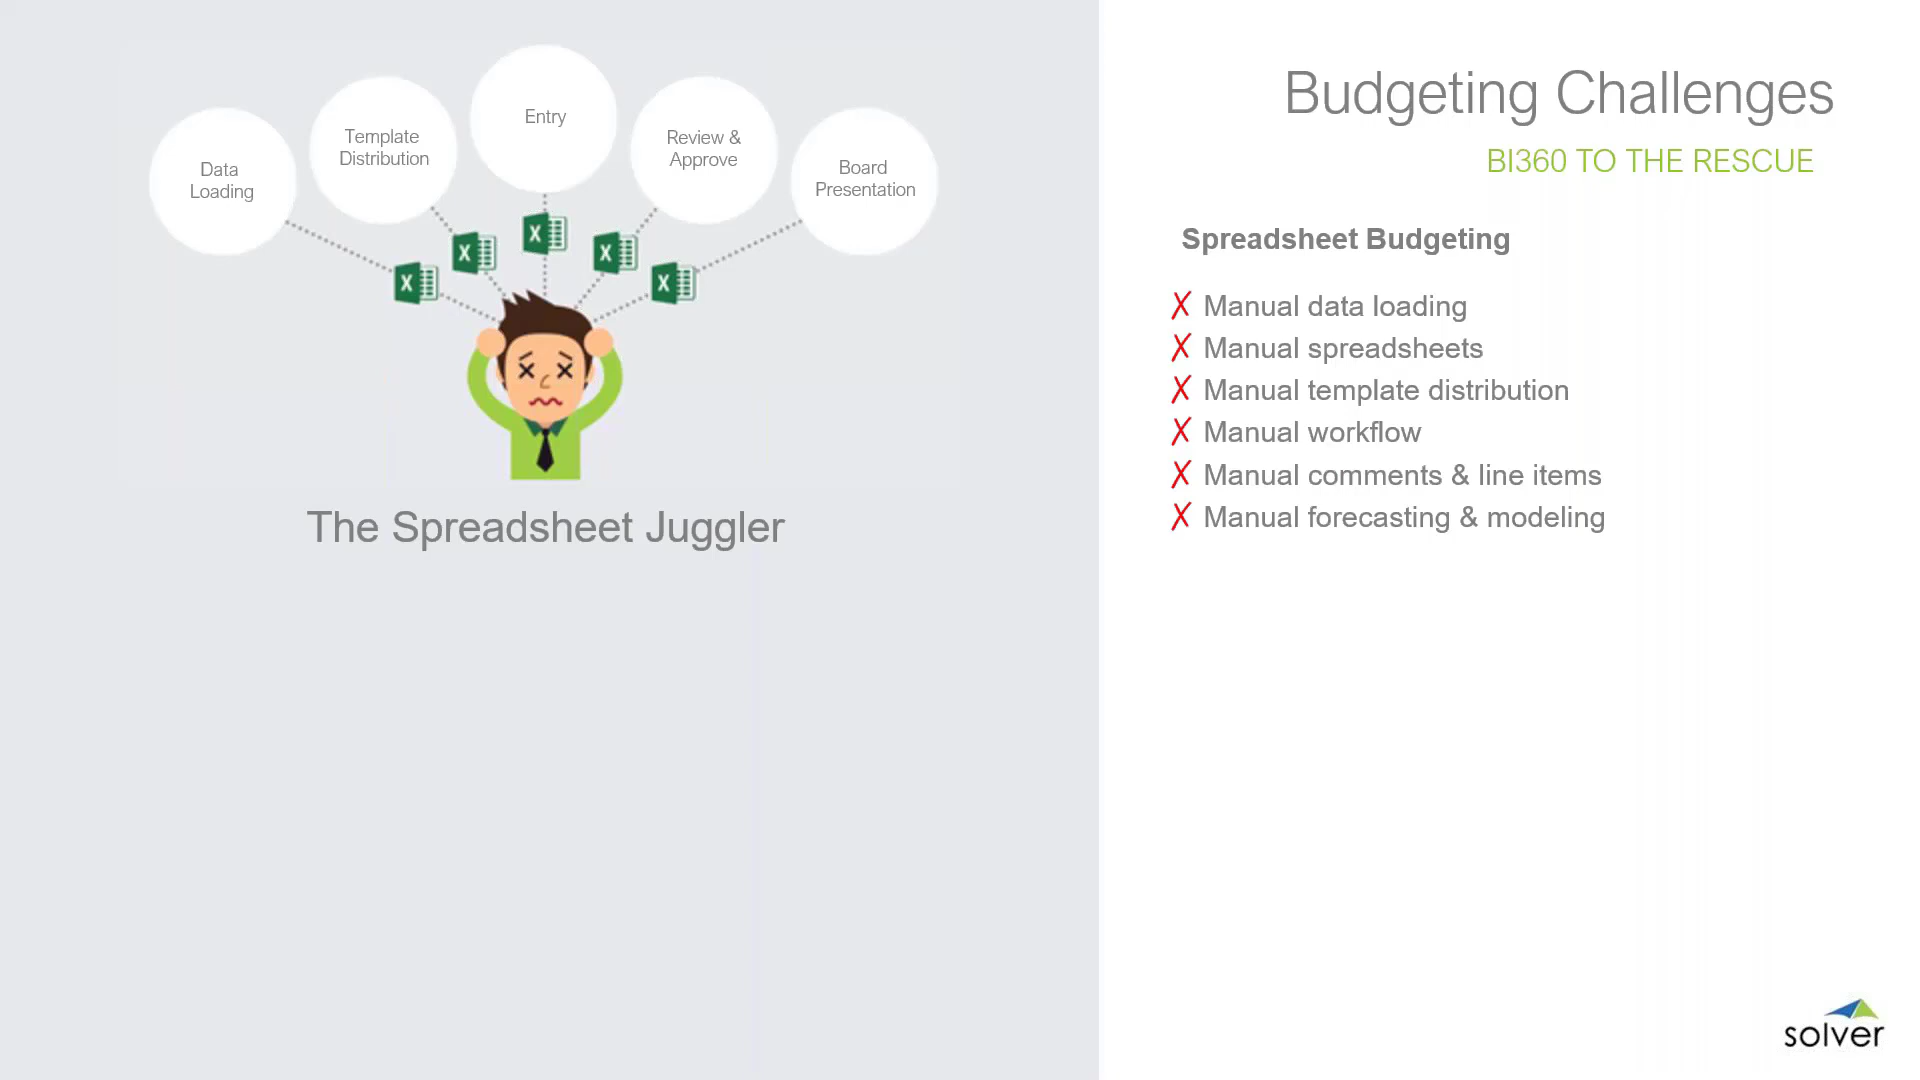 Data
Loading
Template
Distribution
Entry
Review &
Approve
Board
Presentation
X
X
X
X
X
The Spreadsheet Juggler
Budgeting Challenges
BI360 TO THE RESCUE
Spreadsheet Budgeting
✗ Manual data loading
✗ Manual spreadsheets
✗ Manual template distribution
✗ Manual workflow
✗ Manual comments & line items
✗ Manual forecasting & modeling
solver